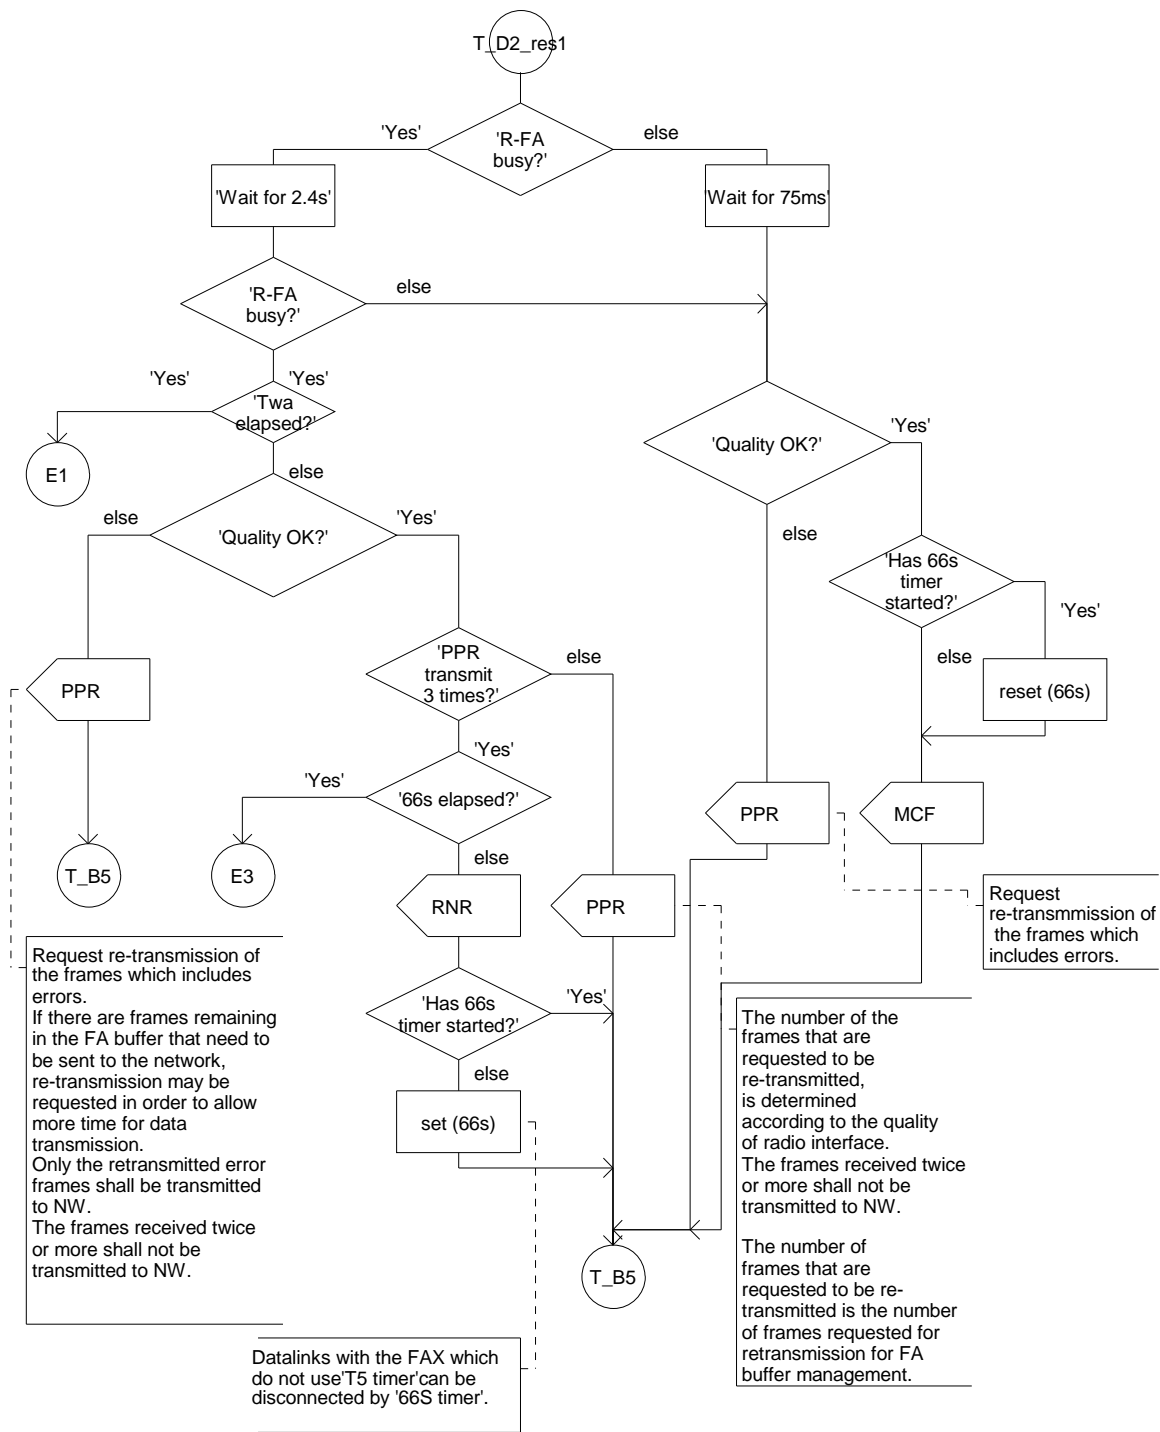 T_D2_res1
'Yes'
'R-FA
busy?'
else
'Wait for 2.4s'
'Wait for 75ms'
'R-FA
busy?'
else
'Yes'
'Yes'
'Twa
elapsed?'
E1
else
'Quality OK?'
'Yes'
else
'Quality OK?'
'Yes'
else
'Has 66s
timer
started?'
'Yes'
'PPR
transmit
3 times?'
else
else
PPR
reset (66s)
'Yes'
'Yes'
'66s elapsed?'
PPR
MCF
else
T_B5
E3
RNR
PPR
Request
re-transmmission of
the frames which
includes errors.
Request re-transmission of
the frames which includes
errors.
If there are frames remaining
in the FA buffer that need to
be sent to the network,
re-transmission may be
requested in order to allow
more time for data
transmission.
Only the retransmitted error
frames shall be transmitted
to NW.
The frames received twice
or more shall not be
transmitted to NW.
'Has 66s
timer started?'
'Yes'
else
set (66s)
The number of the
frames that are
requested to be
re-transmitted,
is determined
according to the quality
of radio interface.
The frames received twice
or more shall not be
transmitted to NW.
The number of
frames that are
requested to be re-
transmitted is the number
of frames requested for
retransmission for FA
buffer management.
T_B5
Datalinks with the FAX which
do not use'T5 timer'can be
disconnected by '66S timer'.